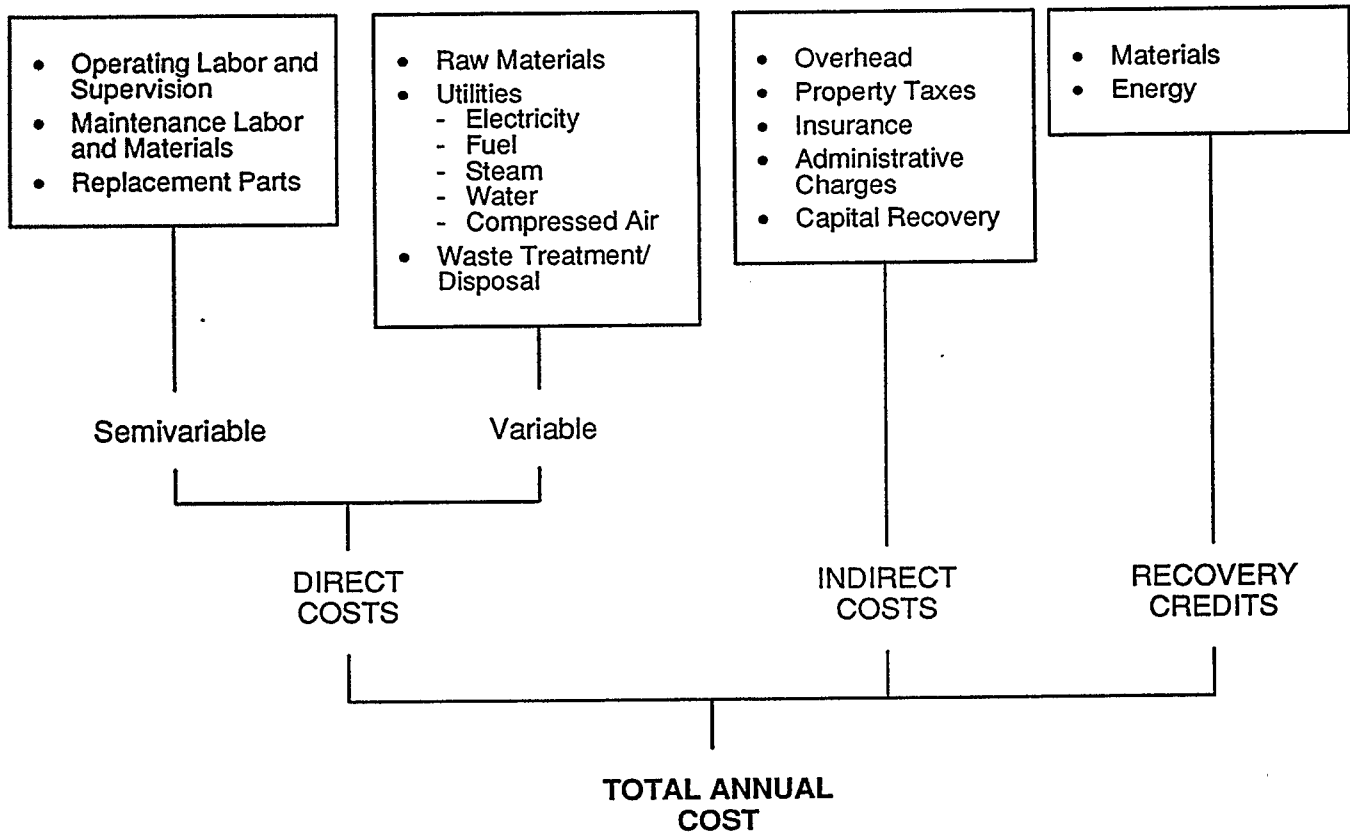 • Operating Labor and
Supervision
• Maintenance Labor
and Materials
• Replacement Parts
• Raw Materials
• Utilities
- Electricity
- Fuel
- Steam
- Water
- Compressed Air
• Waste Treatment/
Disposal
• Overhead
• Property Taxes
• Insurance
• Administrative
Charges
• Capital Recovery
• Materials
• Energy
Semivariable
Variable
DIRECT
COSTS
INDIRECT
COSTS
RECOVERY
CREDITS
TOTAL ANNUAL
COST